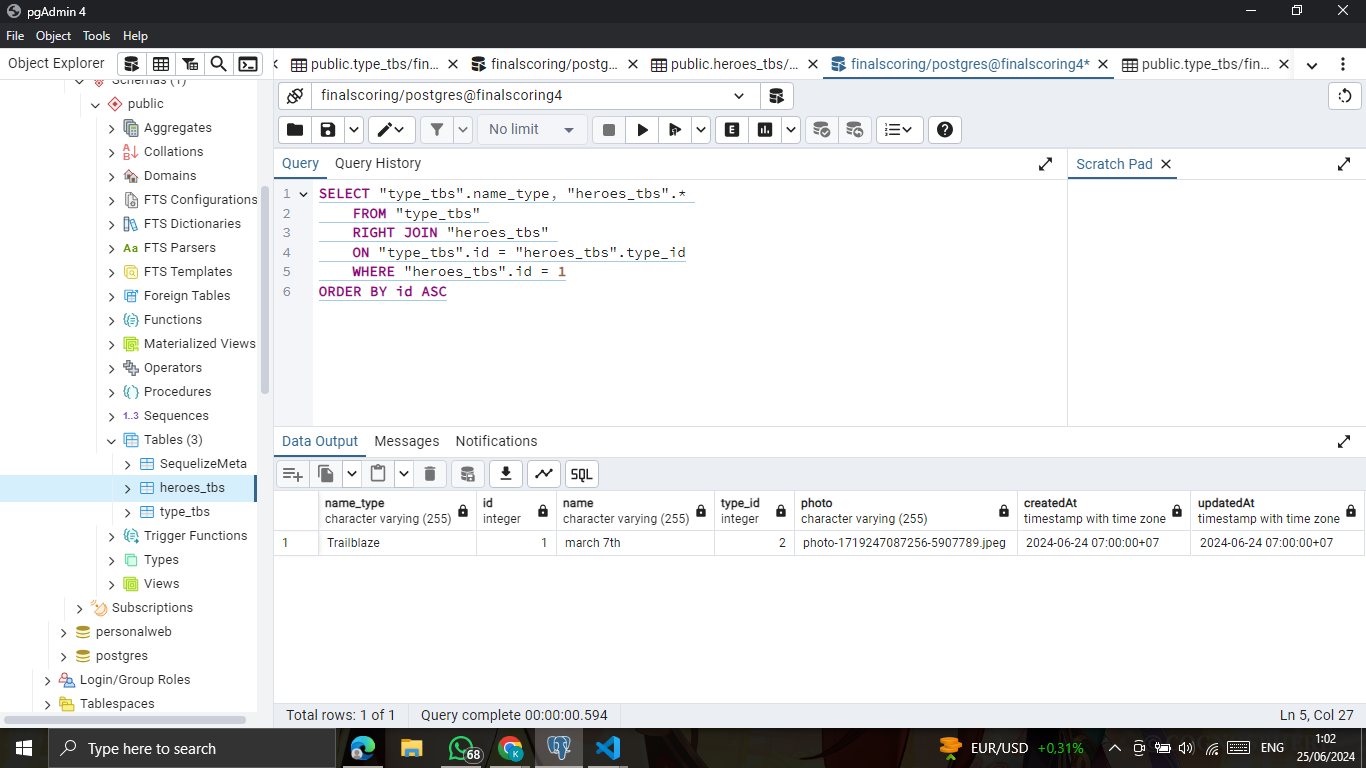 pgAdmin 4
File Object Tools Help
Object Explorer
public.type_tbs/fin...
finalscoring/postg...
public.heroes_tbs/...
finalscoring/postgres@finalscoring4*
public.type_tbs/fin...
Schemas (1)
public
Aggregates
Collations
Domains
FTS Configurations
FTS Dictionaries
Aa FTS Parsers
FTS Templates
Foreign Tables
Functions
Materialized Views
Operators
Procedures
1..3 Sequences
Tables (3)
SequelizeMeta
heroes_tbs
type_tbs
Trigger Functions
Types
Views
Subscriptions
personalweb
postgres
Login/Group Roles
Tablespaces
finalscoring/postgres@finalscoring4
No limit
E
Query Query History
Scratch Pad
1 SELECT "type_tbs".name_type, "heroes_tbs".*
2 FROM "type_tbs"
3 RIGHT JOIN "heroes_tbs"
4 ON "type_tbs".id = "heroes_tbs".type_id
5 WHERE "heroes_tbs".id = 1
6 ORDER BY id ASC
Data Output Messages Notifications
SQL
name_type id name type_id photo createdAt updatedAt
character varying (255) integer character varying (255) integer character varying (255) timestamp with time zone timestamp with time zone
1 Trailblaze 1 march 7th 2 photo-1719247087256-5907789.jpeg 2024-06-24 07:00:00+07 2024-06-24 07:00:00+07
Total rows: 1 of 1 Query complete 00:00:00.594 Ln 5, Col 27
Type here to search
68
K
EUR/USD +0,31%
ENG
1:02
25/06/2024